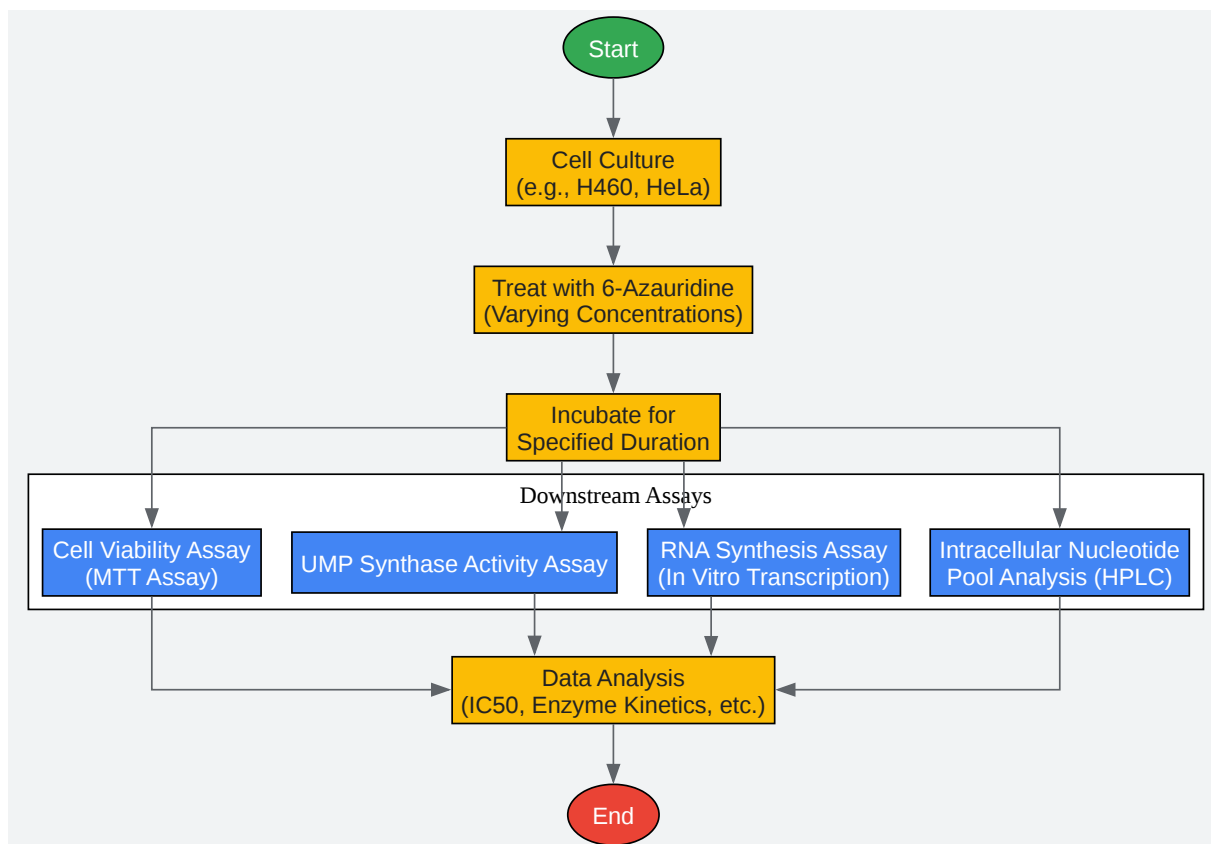 Start
Cell Culture
(e.g., H460, HeLa)
Treat with 6-Azauridine
(Varying Concentrations)
Incubate for
Specified Duration
Downstream Assays
Cell Viability Assay
(MTT Assay)
UMP Synthase Activity Assay
RNA Synthesis Assay
(In Vitro Transcription)
Intracellular Nucleotide
Pool Analysis (HPLC)
Data Analysis
(IC50, Enzyme Kinetics, etc.)
End